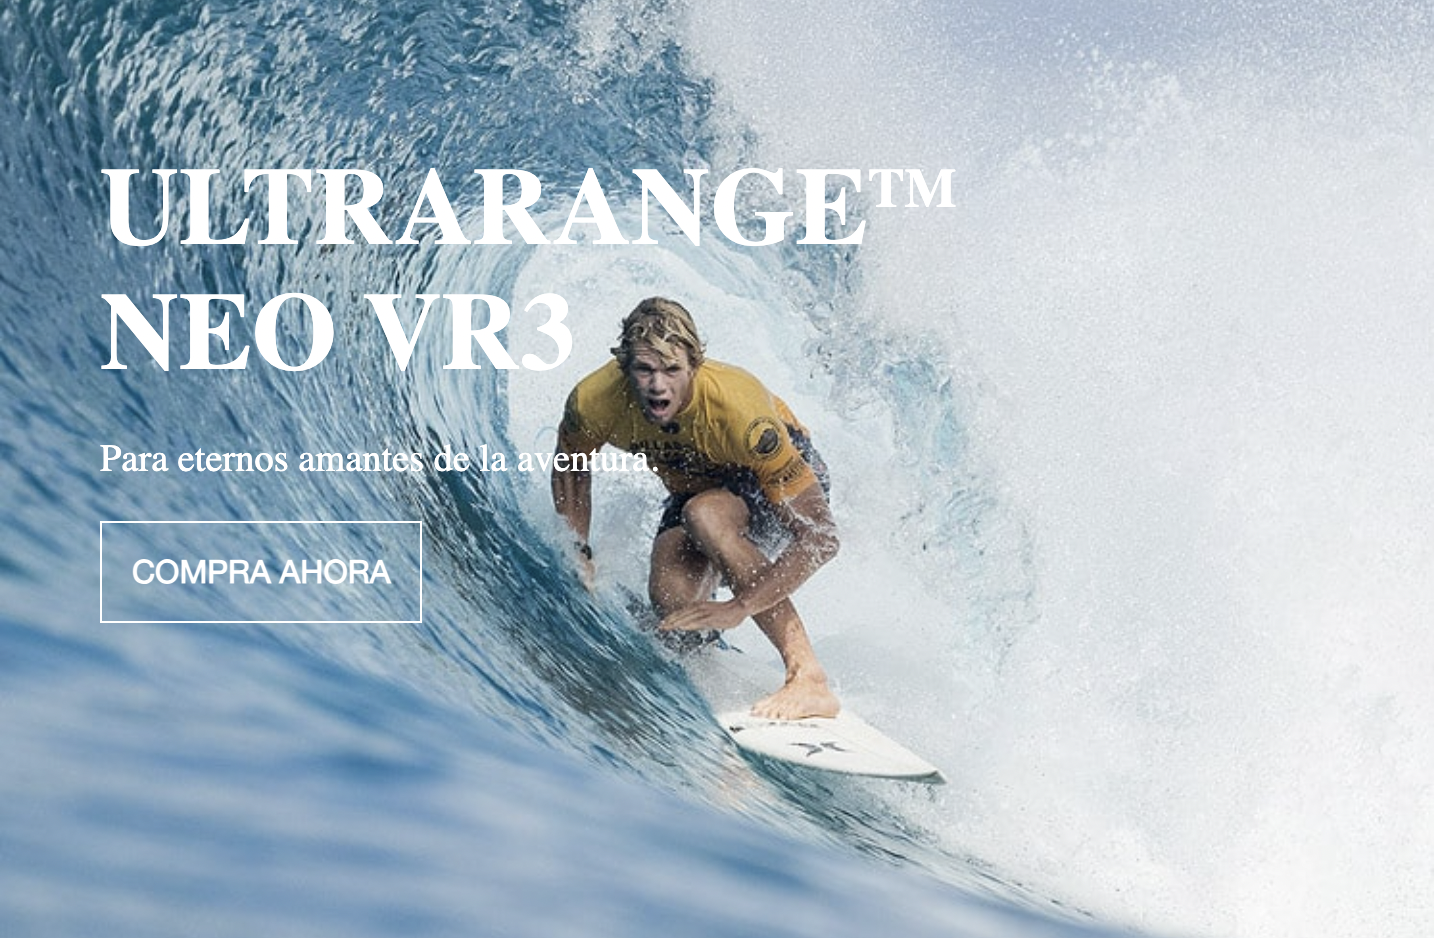 ULTRARANGE™
NEO VR3
Para eternos amantes de la aventura.
COMPRA AHORA